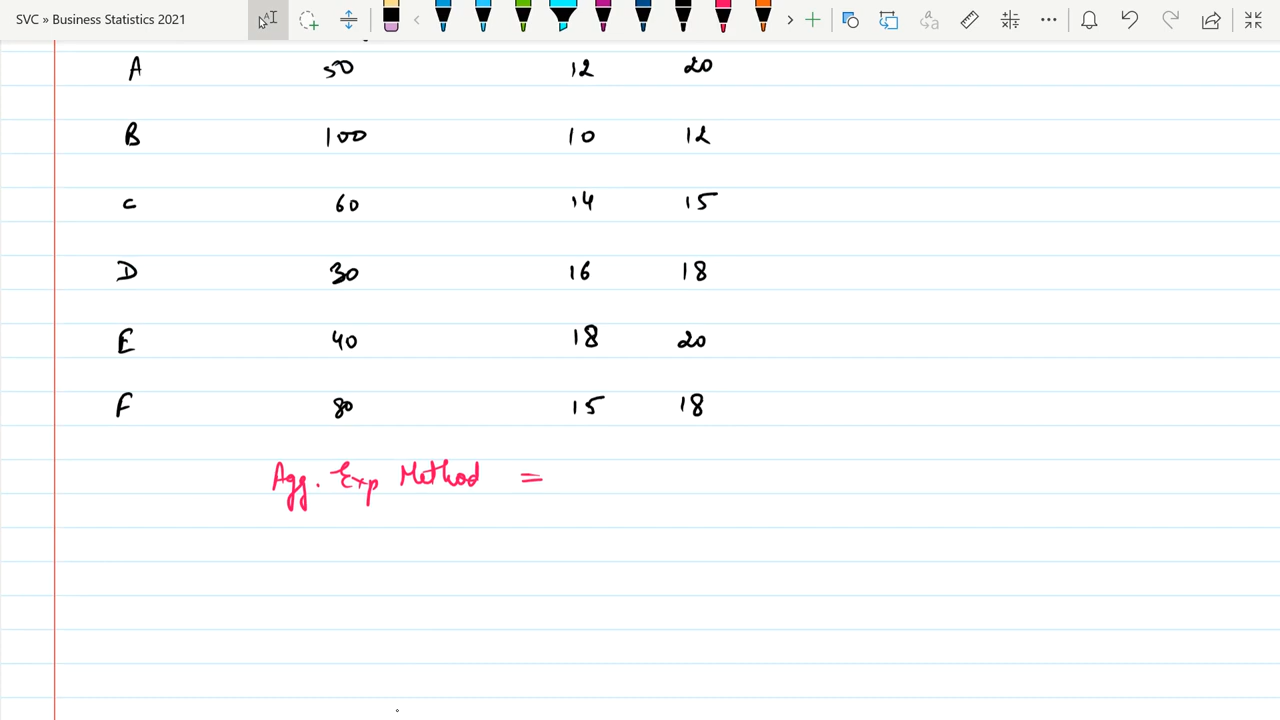 SVC » Business Statistics 2021
A 50 12 20
B 100 10 12
C 60 14 15
D 30 16 18
E 40 18 20
F 80 15 18
Agg. Exp Method =